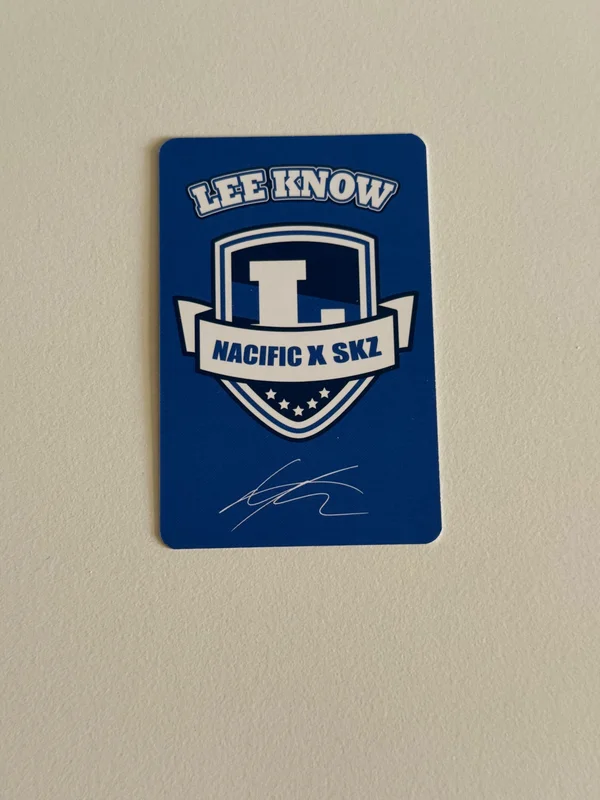 LEE KNOW
L
NACIFIC X SKZ